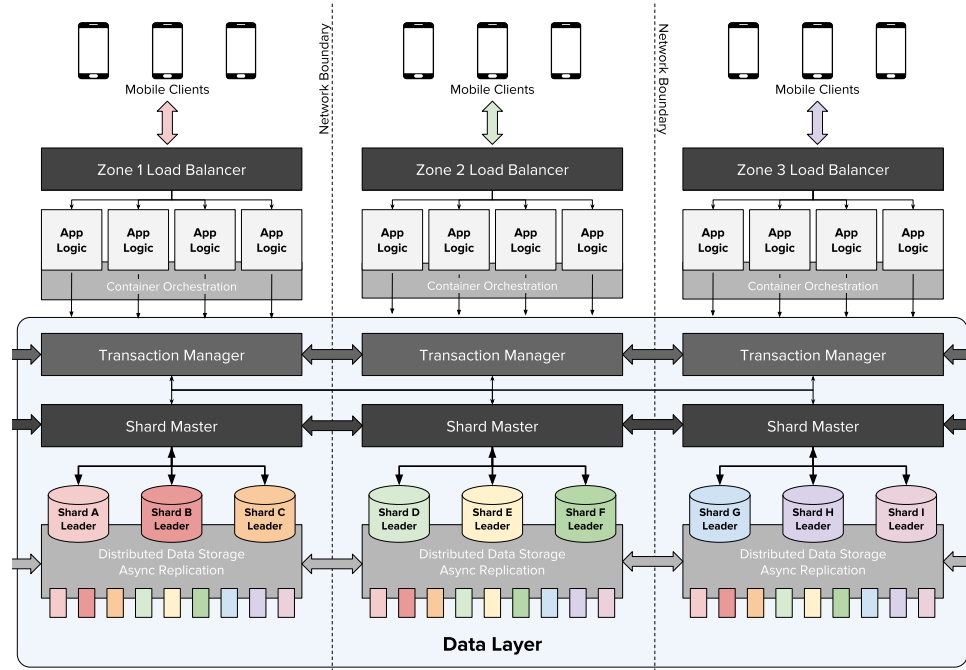 Mobile Clients
Network Boundary
Mobile Clients
Network Boundary
Mobile Clients
Zone 1 Load Balancer
Zone 2 Load Balancer
Zone 3 Load Balancer
App
Logic
App
Logic
App
Logic
App
Logic
App
Logic
App
Logic
App
Logic
App
Logic
App
Logic
App
Logic
App
Logic
App
Logic
Container Orchestration
Container Orchestration
Container Orchestration
Transaction Manager
Transaction Manager
Transaction Manager
Shard Master
Shard Master
Shard Master
Shard A
Leader
Shard B
Leader
Shard C
Leader
Shard D
Leader
Shard E
Leader
Shard F
Leader
Shard G
Leader
Shard H
Leader
Shard I
Leader
Distributed Data Storage
Async Replication
Distributed Data Storage
Async Replication
Distributed Data Storage
Async Replication
Data Layer